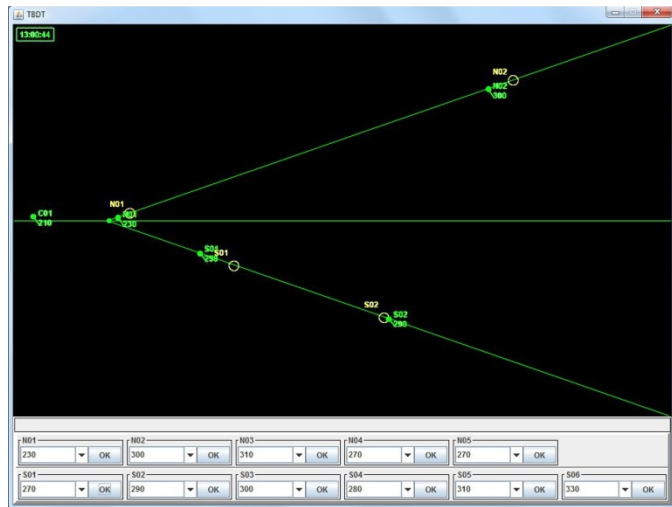 TBDT
13:00:44
N02
N02
300
N01
C01
210
230
S01
S01
S02
S02
290
N01 N02 N03 N04 N05
230 OK 300 OK 310 OK 270 OK 270 OK
S01 S02 S03 S04 S05 S06
270 OK 290 OK 300 OK 280 OK 310 OK 330 OK